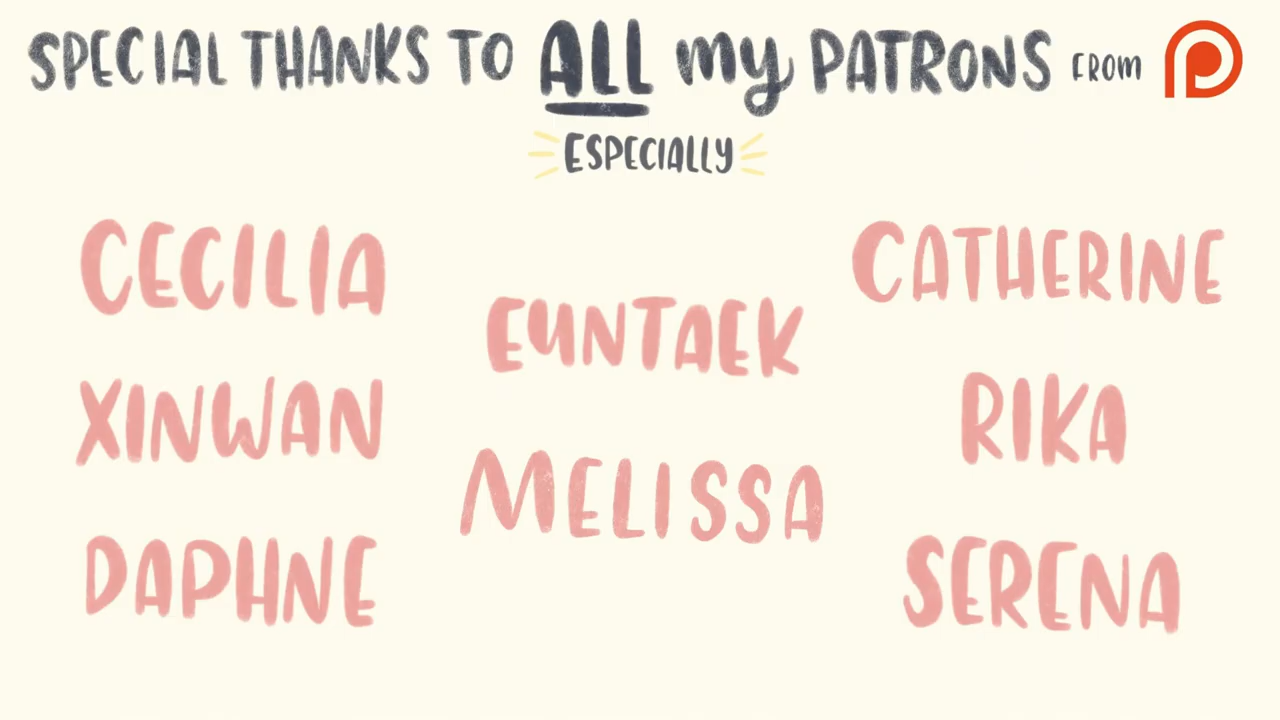 SPECIAL THANKS TO ALL my PATRONS FROM
ESPECIALLY
CECILIA
EUNTAEK
CATHERINE
XINWAN
MELISSA
RIKA
DAPHNE
SERENA